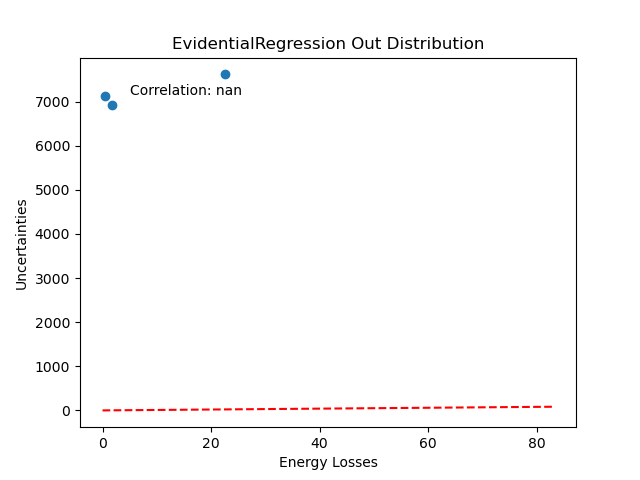 EvidentialRegression Out Distribution
Correlation: nan
7000
6000
5000
4000
3000
2000
1000
0
Uncertainties
0 20 40 60 80
Energy Losses